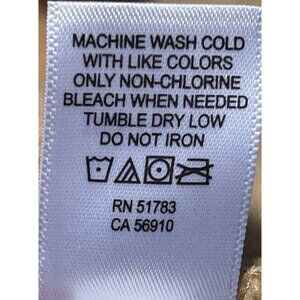 MACHINE WASH COLD
WITH LIKE COLORS
ONLY NON-CHLORINE
BLEACH WHEN NEEDED
TUMBLE DRY LOW
DO NOT IRON
RN 51783
CA 56910